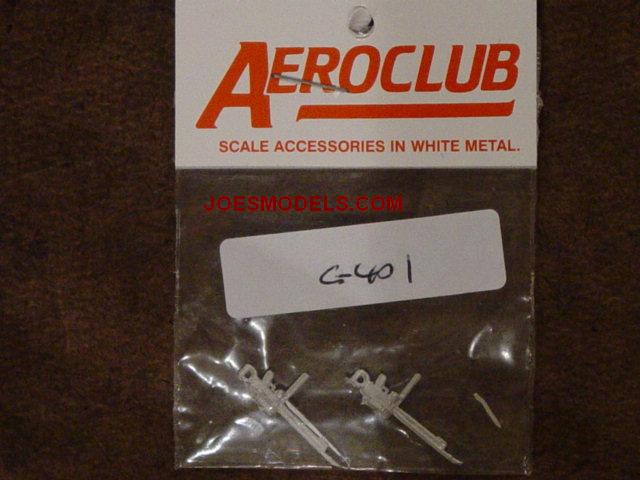 AEROCLUB
SCALE ACCESSORIES IN WHITE METAL.
JOESMODELS.COM
G-401